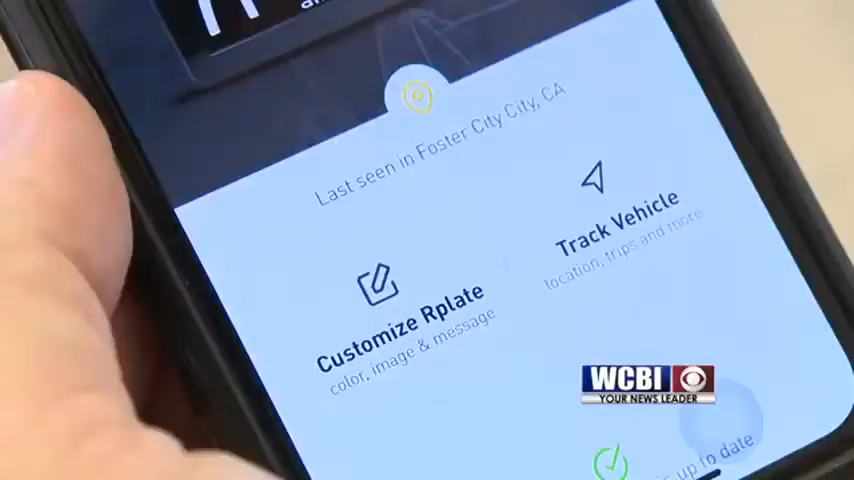 Last seen in Foster City City, CA
Track Vehicle
location, trips and more
Customize Rplate
color, image & message
WCBI
YOUR NEWS LEADER
up to date